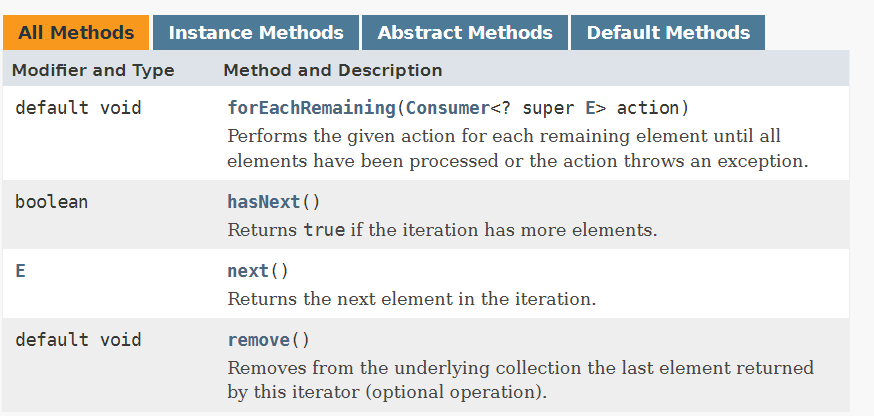 All Methods Instance Methods Abstract Methods Default Methods
Modifier and Type Method and Description
default void forEachRemaining(Consumer<? super E> action)
Performs the given action for each remaining element until all
elements have been processed or the action throws an exception.
boolean hasNext()
Returns true if the iteration has more elements.
E next()
Returns the next element in the iteration.
default void remove()
Removes from the underlying collection the last element returned
by this iterator (optional operation).